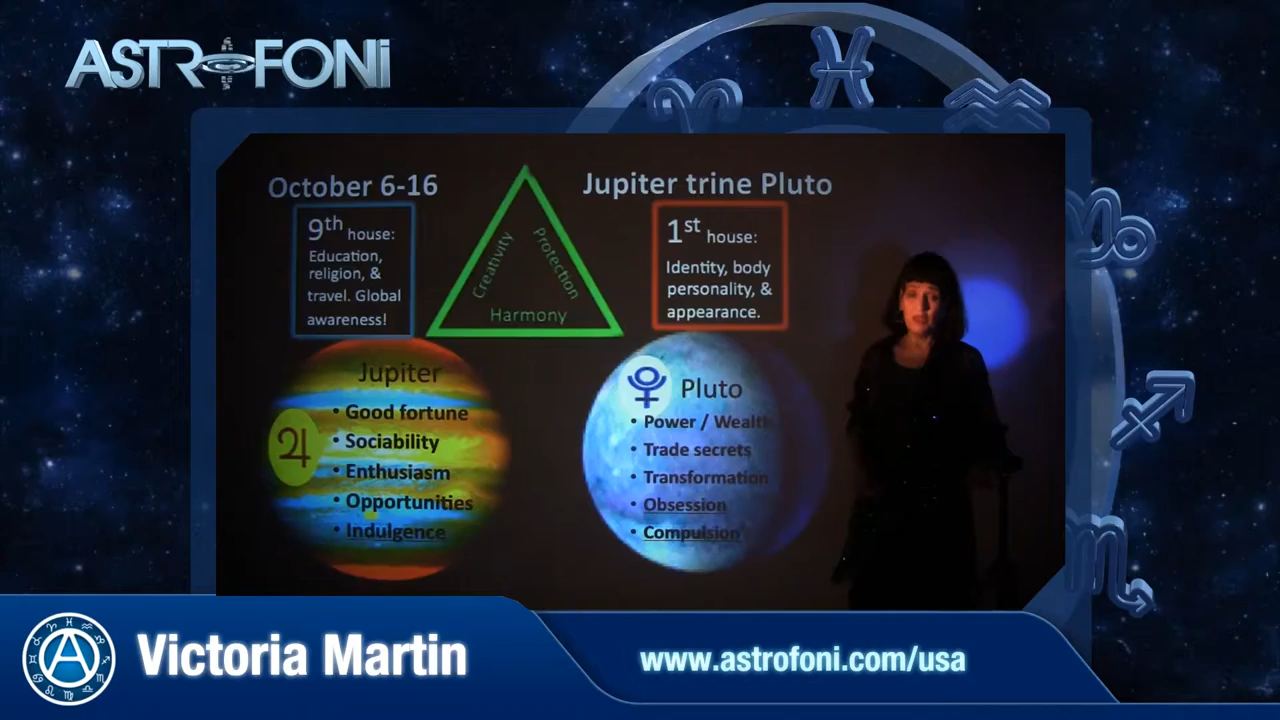 ASTROFONi
October 6-16
Jupiter trine Pluto
9th house:
Education,
religion, &
travel. Global
awareness!
Creativity
Protection
Harmony
1st house:
Identity, body
personality, &
appearance.
Jupiter
• Good fortune
• Sociability
• Enthusiasm
• Opportunities
• Indulgence
Pluto
• Power / Wealth
• Trade secrets
• Transformation
• Obsession
• Compulsion
Victoria Martin
www.astrofoni.com/usa